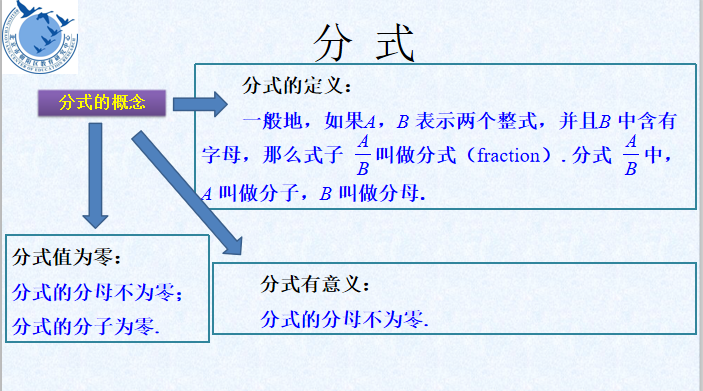 分 式
分式的概念
分式的定义：
一般地，如果A，B 表示两个整式，并且B 中含有
字母，那么式子 A/B 叫做分式（fraction）. 分式 A/B 中，
A 叫做分子，B 叫做分母.
分式值为零：
分式的分母不为零；
分式的分子为零.
分式有意义：
分式的分母不为零.